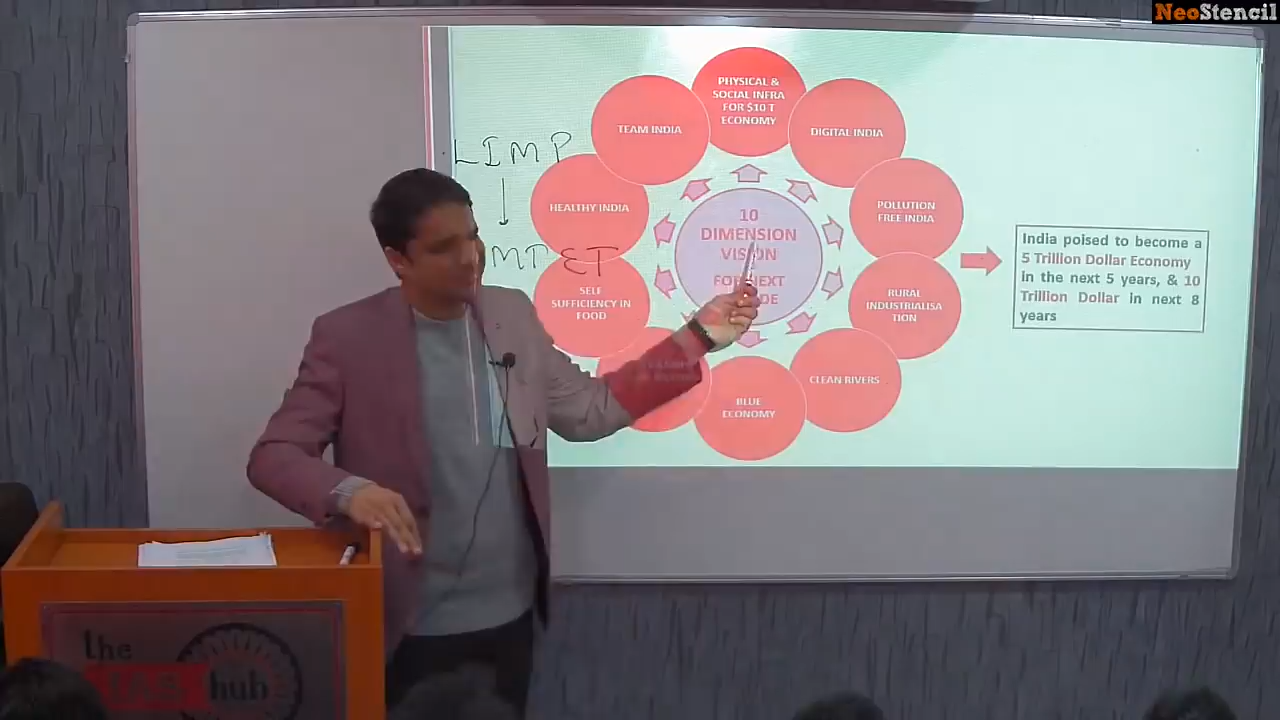 NeoStencil
PHYSICAL &
SOCIAL INFRA
FOR $10 T
ECONOMY
TEAM INDIA
DIGITAL INDIA
LIMP
HEALTHY INDIA
POLLUTION
FREE INDIA
10
DIMENSION
VISION
India poised to become a
5 Trillion Dollar Economy
in the next 5 years, & 10
Trillion Dollar in next 8
years
SELF
SUFFICIENCY IN
FOOD
RURAL
INDUSTRIALISA
TION
CLEAN RIVERS
BLUE
ECONOMY
the
IAS hub